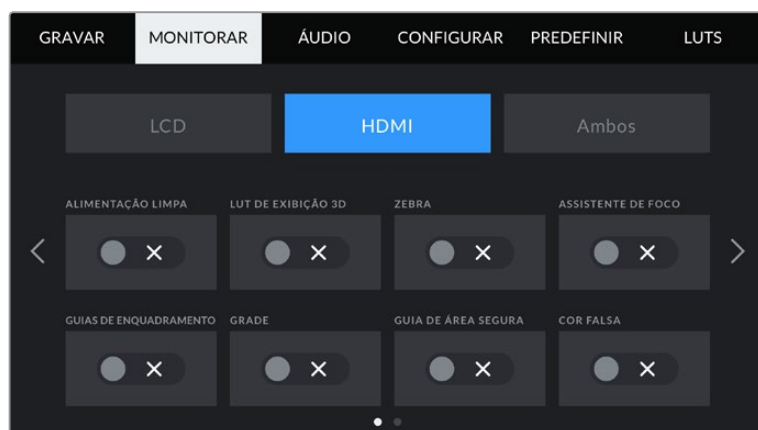 GRAVAR MONITORAR ÁUDIO CONFIGURAR PREDEFINIR LUTS
LCD HDMI Ambos
ALIMENTAÇÃO LIMPA LUT DE EXIBIÇÃO 3D ZEBRA ASSISTENTE DE FOCO
GUIAS DE ENQUADRAMENTO GRADE GUIA DE ÁREA SEGURA COR FALSA